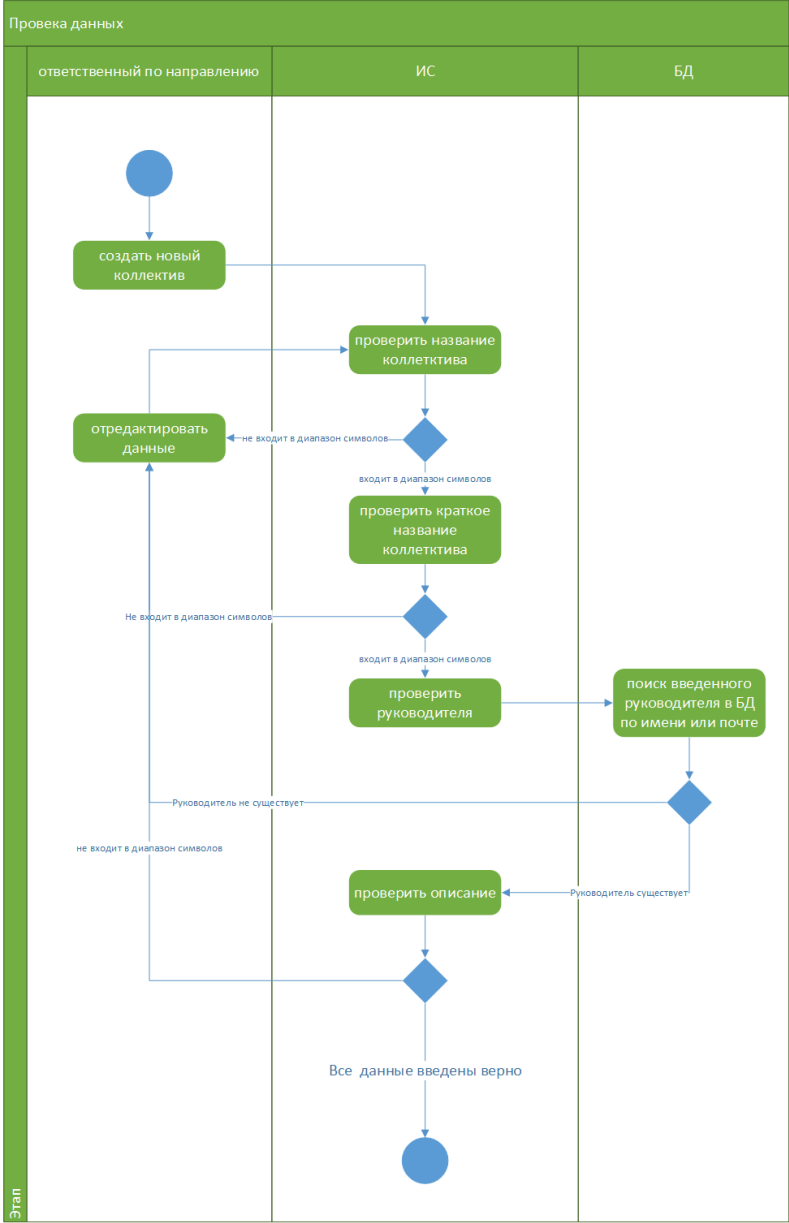 Провека данных
ответственный по направлению
ИС
БД
создать новый
коллектив
проверить название
коллетктива
отредактировать
данные
не входит в диапазон символов
входит в диапазон символов
проверить краткое
название
коллетктива
Не входит в диапазон символов
входит в диапазон символов
проверить
руководителя
поиск введенного
руководителя в БД
по имени или почте
Руководитель не существует
не входит в диапазон символов
проверить описание
Руководитель существует
Все данные введены верно
Этап